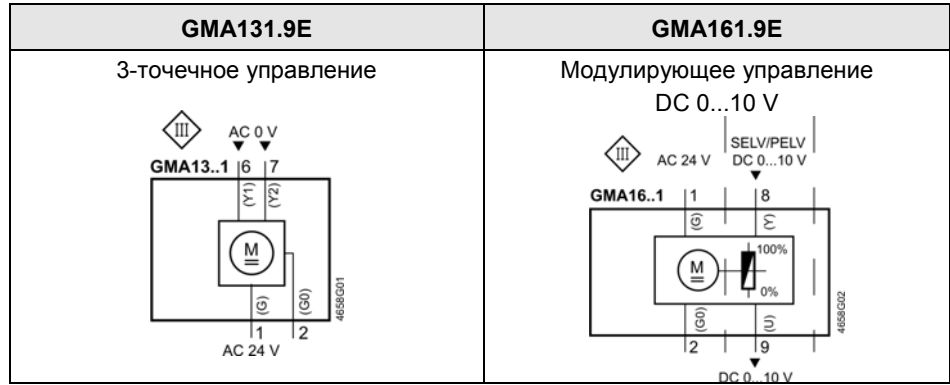 GMA131.9E
GMA161.9E
3-точечное управление
Модулирующее управление
DC 0...10 V
III
AC 0 V
GMA13..1
6
7
(Y1)
(Y2)
M
(G)
(G0)
1
2
AC 24 V
4658G01
III
AC 24 V
SELV/PELV
DC 0...10 V
GMA16..1
1
8
(G)
(Y)
M
100%
0%
(G0)
(U)
2
9
DC 0...10 V
4658G02